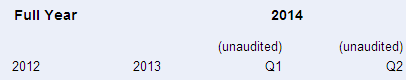 Full Year 2014
(unaudited) (unaudited)
2012 2013 Q1 Q2